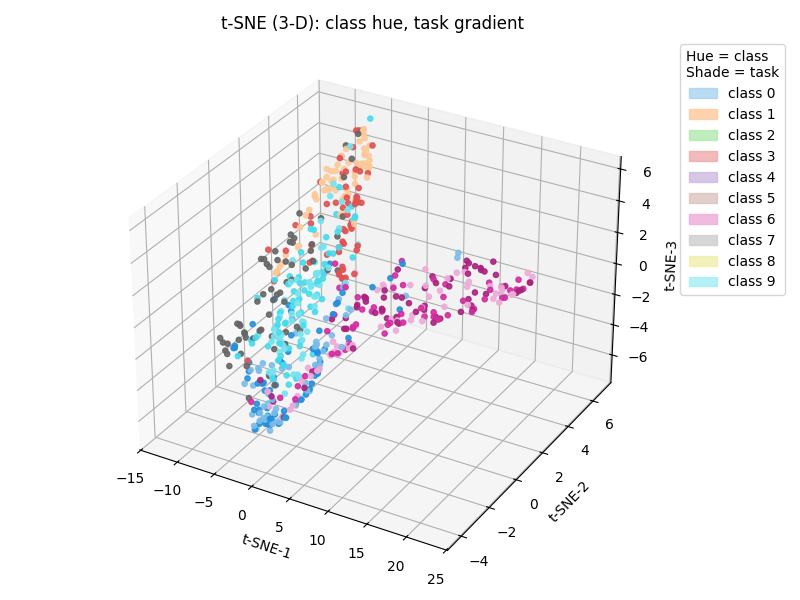 t-SNE (3-D): class hue, task gradient
Hue = class
Shade = task
class 0
class 1
class 2
class 3
class 4
class 5
class 6
class 7
class 8
class 9
6
4
2
0
−2
−4
−6
t-SNE-3
6
4
2
0
−2
−4
t-SNE-2
−15
−10
−5
0
5
10
15
20
25
t-SNE-1